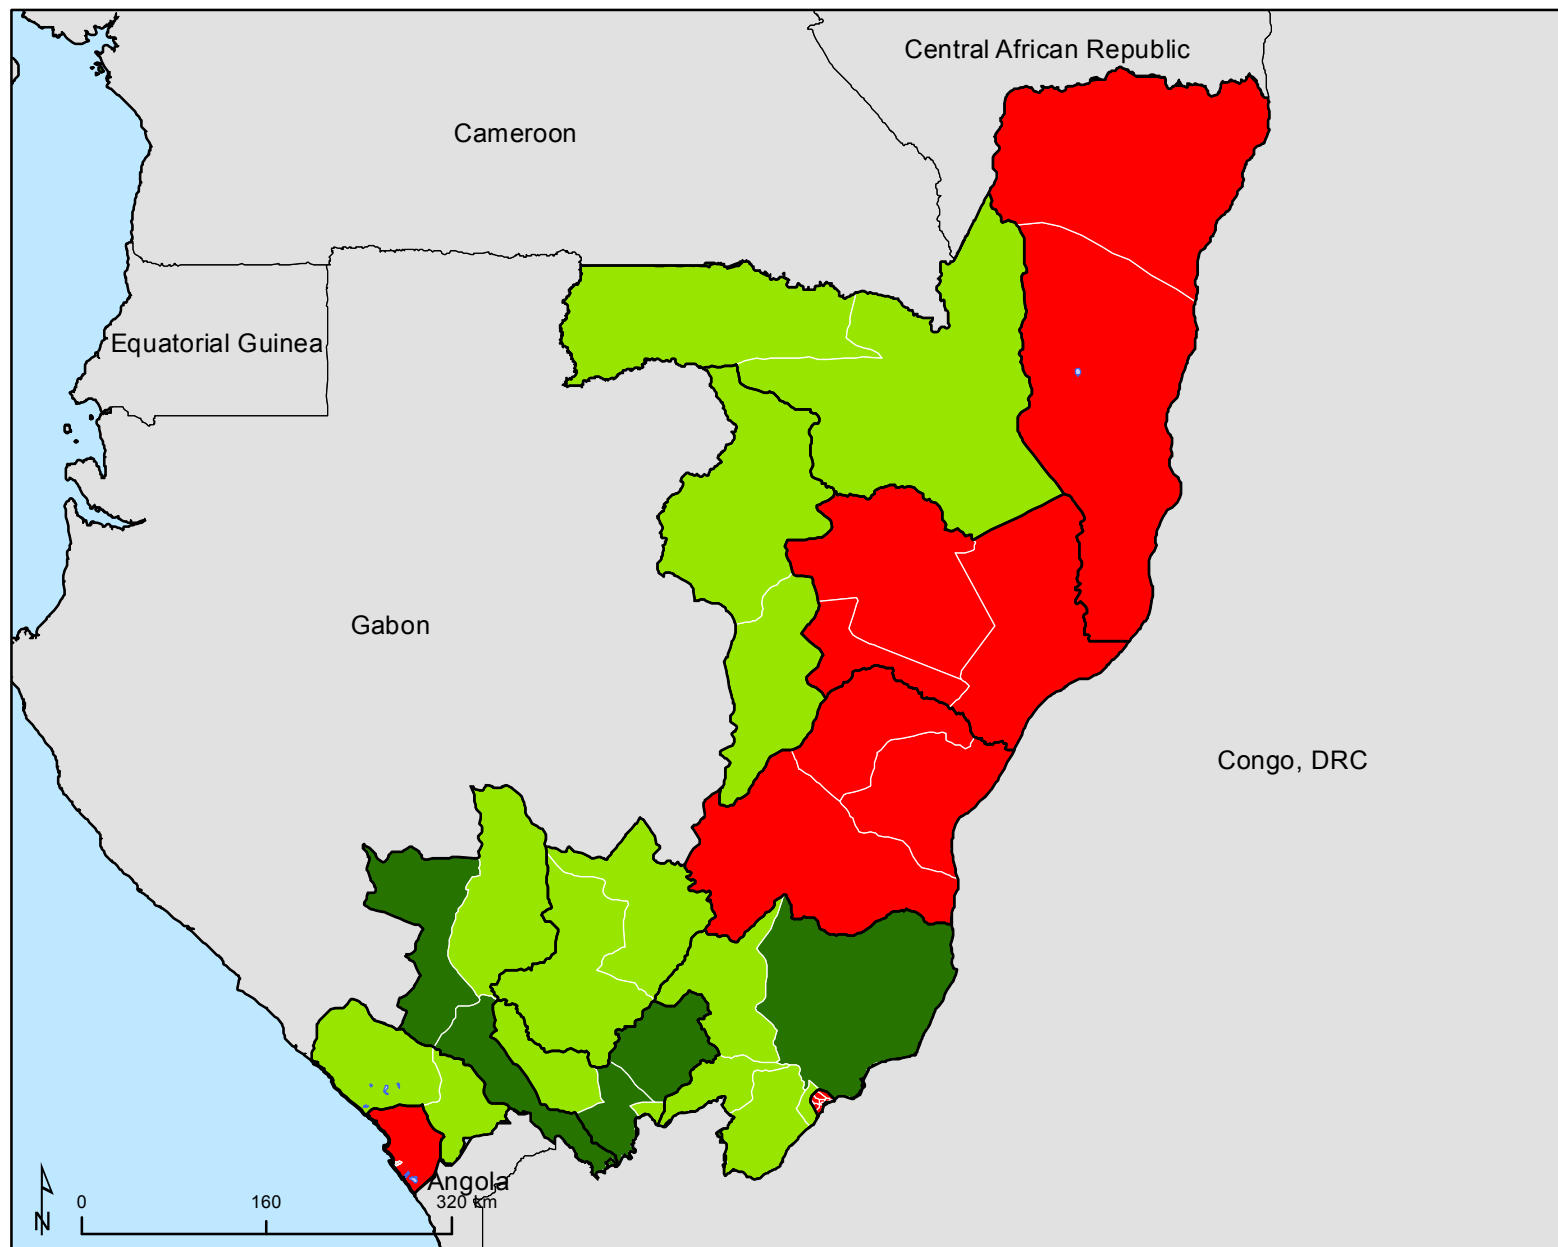 Central African Republic
Cameroon
Equatorial Guinea
Gabon
Congo, DRC
Angola
0 160 320 km
N